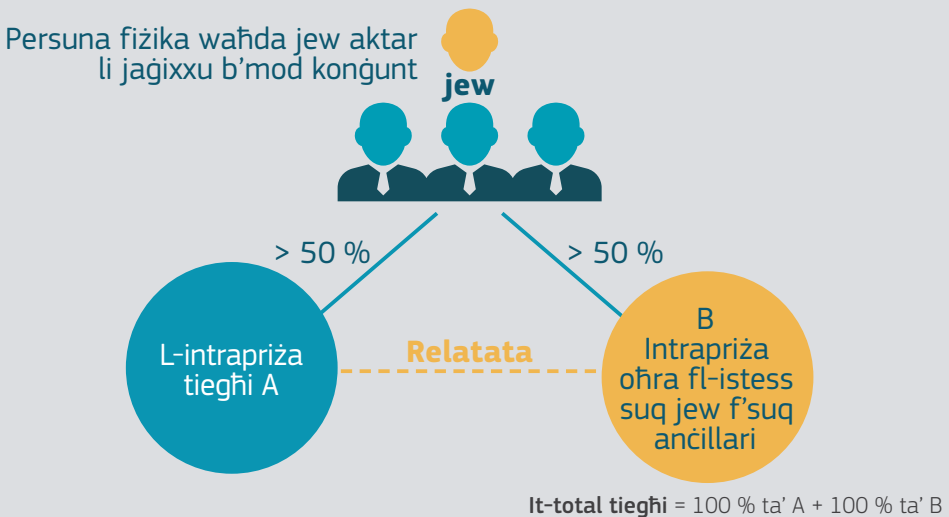 Persuna fiżika waħda jew aktar
li jaġixxu b'mod konġunt
jew
> 50 %
> 50 %
L-intrapriża
tiegħi A
Relatata
B
Intrapriża
oħra fl-istess
suq jew f'suq
anċillari
It-total tiegħi = 100 % ta' A + 100 % ta' B